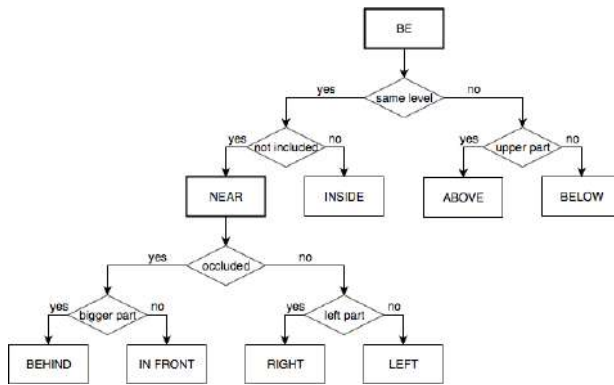 BE
yes
same level
no
yes
not included
no
yes
upper part
no
NEAR
INSIDE
ABOVE
BELOW
yes
occluded
no
yes
bigger part
no
yes
left part
no
BEHIND
IN FRONT
RIGHT
LEFT